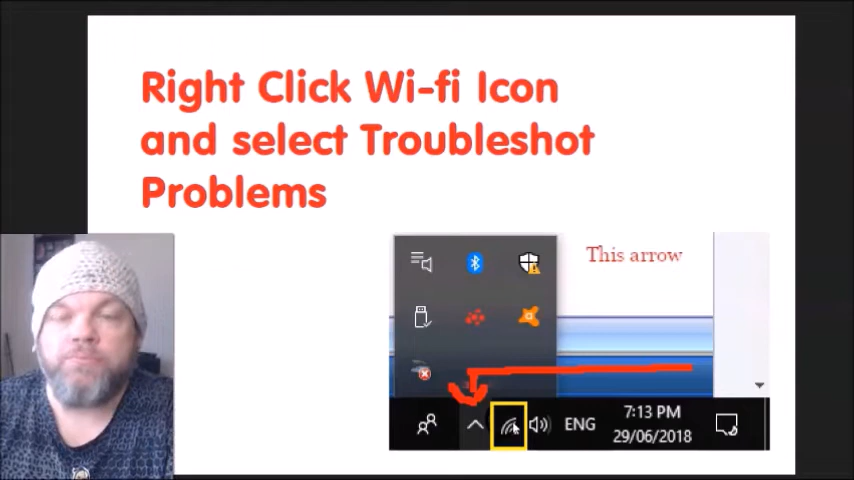 Right Click Wi-fi Icon
and select Troubleshot
Problems
This arrow
ENG
7:13 PM
29/06/2018